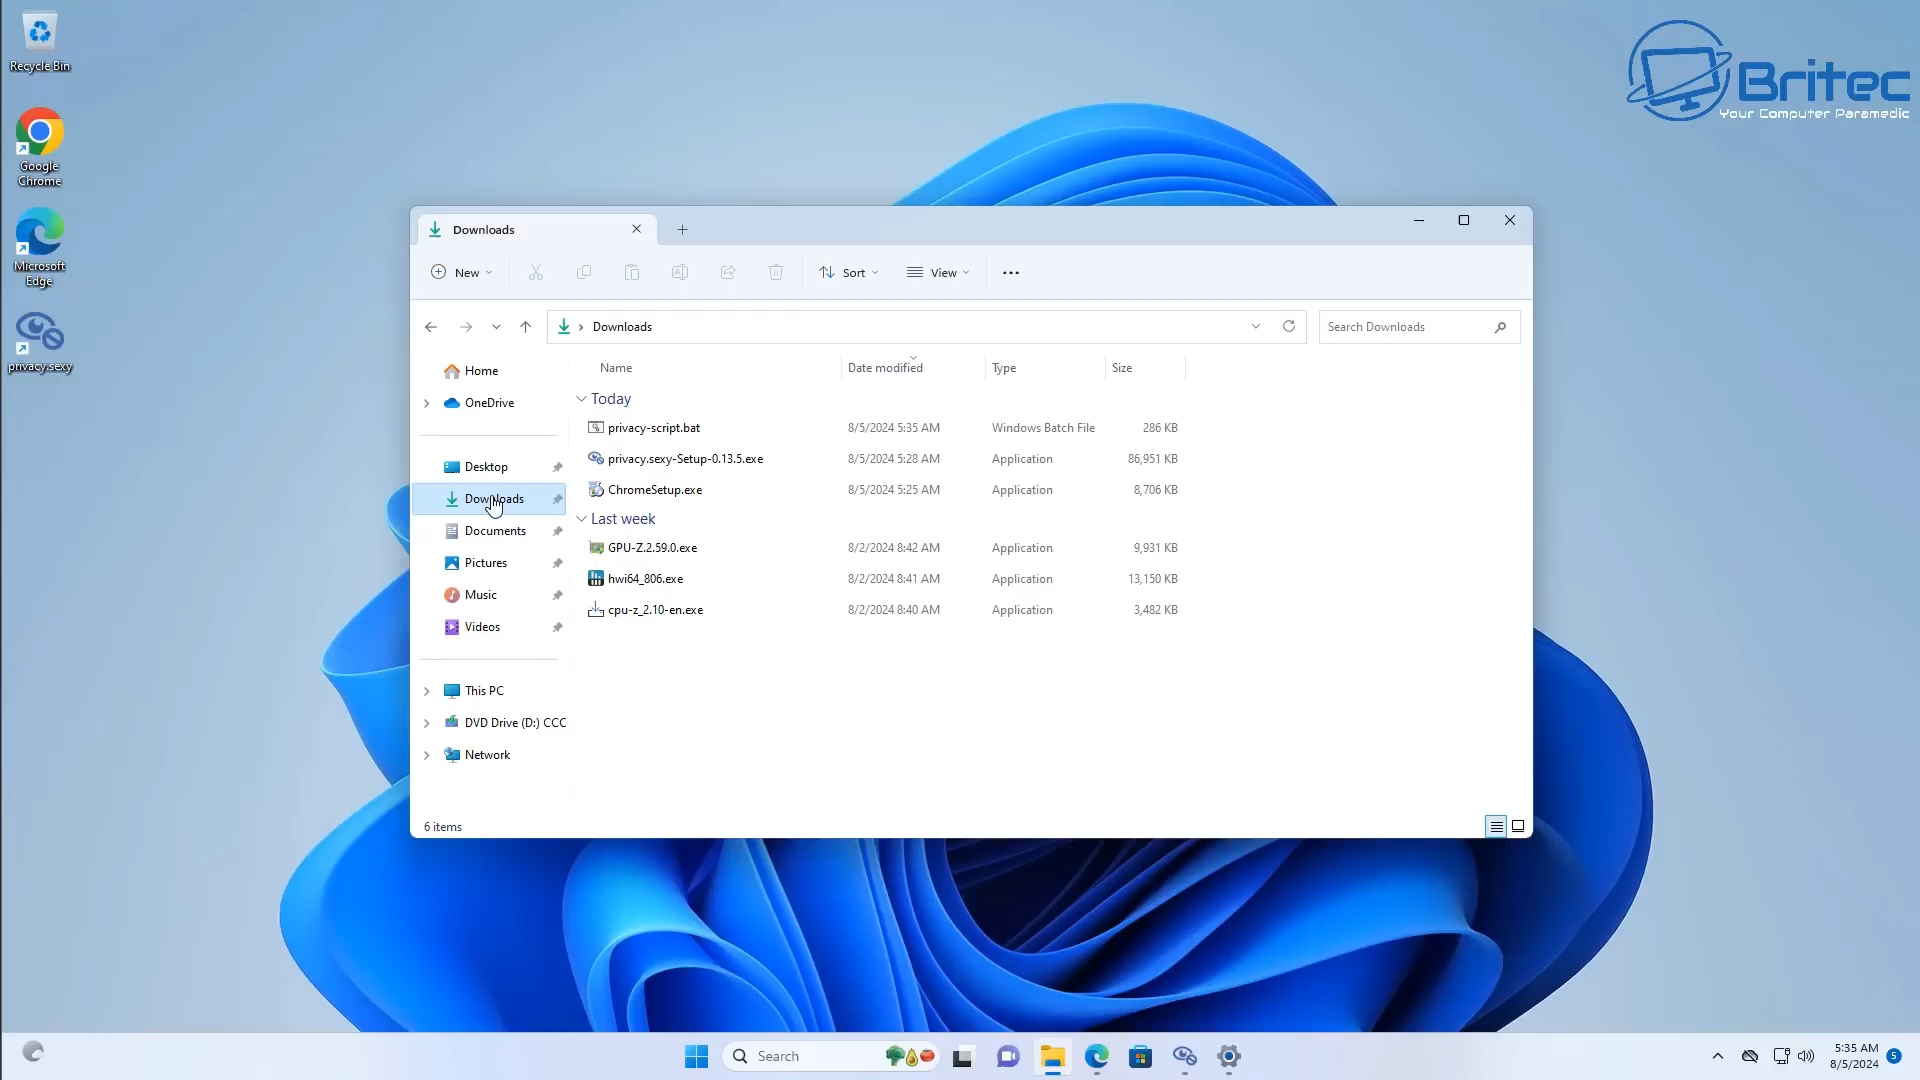 Recycle Bin
Google
Chrome
Microsoft
Edge
privacy.sexy
Britec
Your Computer Paramedic
Downloads
New
Sort
View
Downloads
Search Downloads
Home
OneDrive
Desktop
Downloads
Documents
Pictures
Music
Videos
This PC
DVD Drive (D:) CCC
Network
Name Date modified Type Size
Today
privacy-script.bat 8/5/2024 5:35 AM Windows Batch File 286 KB
privacy.sexy-Setup-0.13.5.exe 8/5/2024 5:28 AM Application 86,951 KB
ChromeSetup.exe 8/5/2024 5:25 AM Application 8,706 KB
Last week
GPU-Z.2.59.0.exe 8/2/2024 8:42 AM Application 9,931 KB
hwi64_806.exe 8/2/2024 8:41 AM Application 13,150 KB
cpu-z_2.10-en.exe 8/2/2024 8:40 AM Application 3,482 KB
6 items
Search
5:35 AM
8/5/2024
5